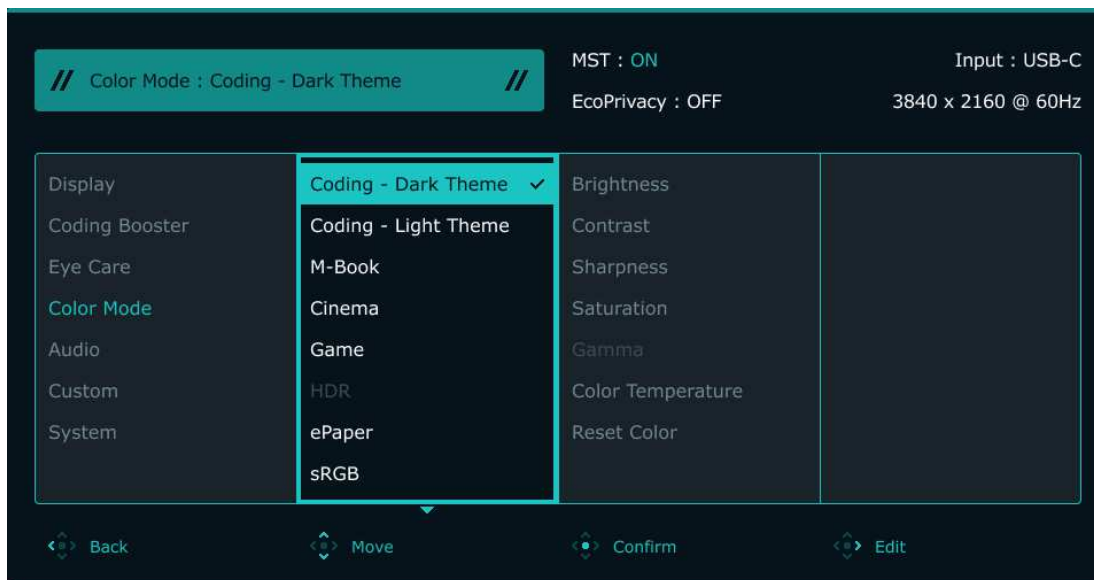 // Color Mode : Coding - Dark Theme //
MST : ON
Input : USB-C
EcoPrivacy : OFF
3840 x 2160 @ 60Hz
Display
Coding Booster
Eye Care
Color Mode
Audio
Custom
System
Coding - Dark Theme
Coding - Light Theme
M-Book
Cinema
Game
HDR
ePaper
sRGB
Brightness
Contrast
Sharpness
Saturation
Gamma
Color Temperature
Reset Color
Back
Move
Confirm
Edit